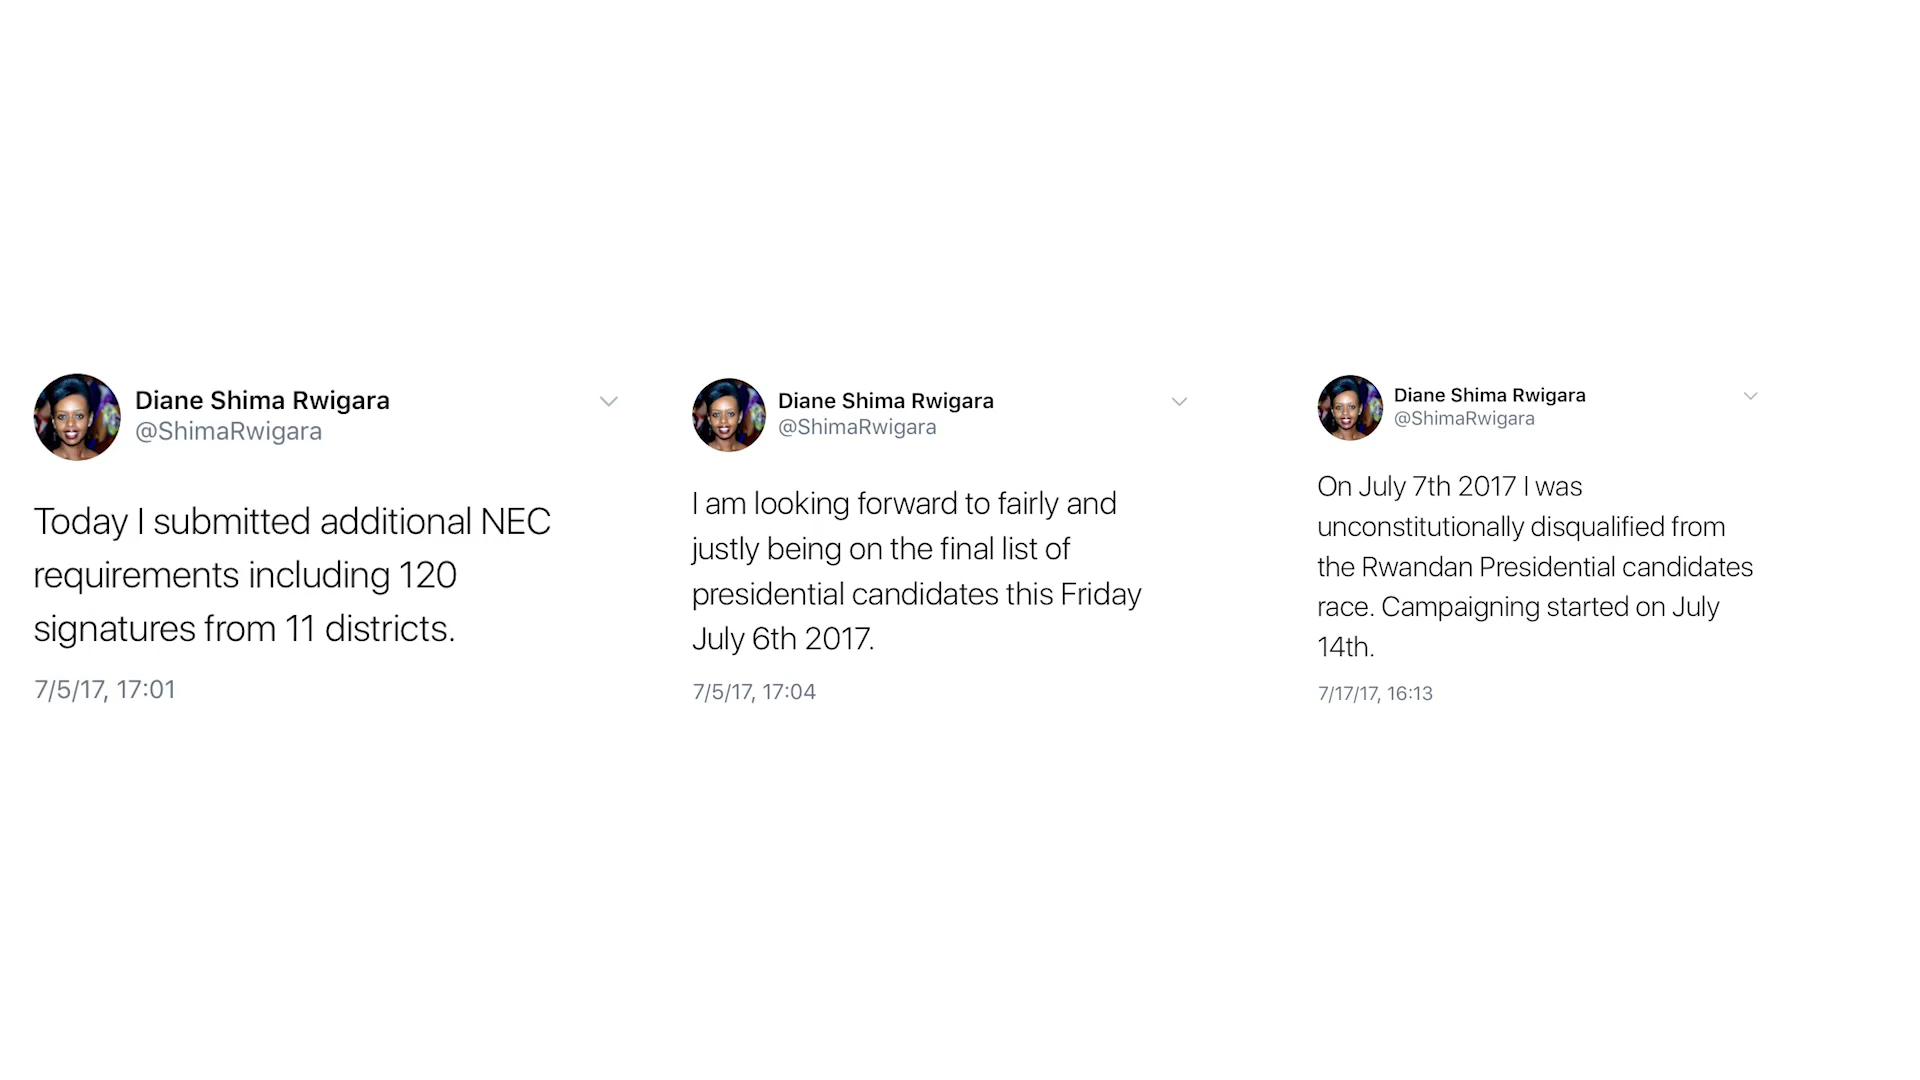 Diane Shima Rwigara
@ShimaRwigara
Today I submitted additional NEC
requirements including 120
signatures from 11 districts.
7/5/17, 17:01
Diane Shima Rwigara
@ShimaRwigara
I am looking forward to fairly and
justly being on the final list of
presidential candidates this Friday
July 6th 2017.
7/5/17, 17:04
Diane Shima Rwigara
@ShimaRwigara
On July 7th 2017 I was
unconstitutionally disqualified from
the Rwandan Presidential candidates
race. Campaigning started on July
14th.
7/17/17, 16:13